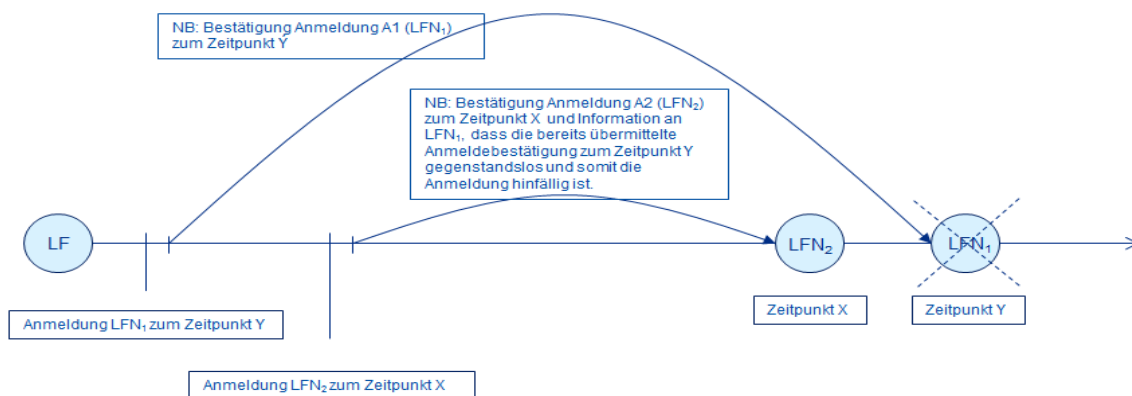 NB: Bestätigung Anmeldung A1 (LFN₁)
zum Zeitpunkt Y
NB: Bestätigung Anmeldung A2 (LFN₂)
zum Zeitpunkt X und Information an
LFN₁, dass die bereits übermittelte
Anmeldebestätigung zum Zeitpunkt Y
gegenstandslos und somit die
Anmeldung hinfällig ist.
LF
LFN₂
LFN₁
Zeitpunkt X
Zeitpunkt Y
Anmeldung LFN₁ zum Zeitpunkt Y
Anmeldung LFN₂ zum Zeitpunkt X